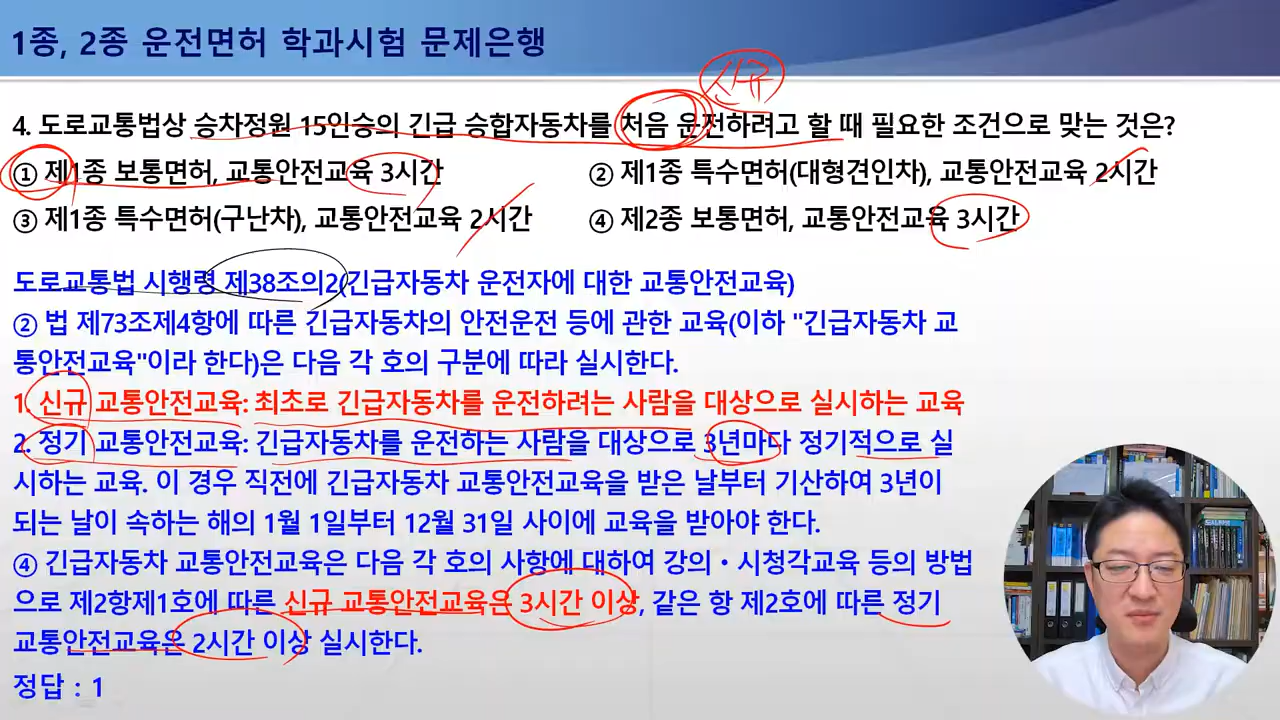 1종, 2종 운전면허 학과시험 문제은행
신규
4. 도로교통법상 승차정원 15인승의 긴급 승합자동차를 처음 운전하려고 할 때 필요한 조건으로 맞는 것은?
① 제1종 보통면허, 교통안전교육 3시간 ② 제1종 특수면허(대형견인차), 교통안전교육 2시간
③ 제1종 특수면허(구난차), 교통안전교육 2시간 ④ 제2종 보통면허, 교통안전교육 3시간
도로교통법 시행령 제38조의2(긴급자동차 운전자에 대한 교통안전교육)
② 법 제73조제4항에 따른 긴급자동차의 안전운전 등에 관한 교육(이하 "긴급자동차 교
통안전교육"이라 한다)은 다음 각 호의 구분에 따라 실시한다.
1. 신규 교통안전교육: 최초로 긴급자동차를 운전하려는 사람을 대상으로 실시하는 교육
2. 정기 교통안전교육: 긴급자동차를 운전하는 사람을 대상으로 3년마다 정기적으로 실
시하는 교육. 이 경우 직전에 긴급자동차 교통안전교육을 받은 날부터 기산하여 3년이
되는 날이 속하는 해의 1월 1일부터 12월 31일 사이에 교육을 받아야 한다.
④ 긴급자동차 교통안전교육은 다음 각 호의 사항에 대하여 강의・시청각교육 등의 방법
으로 제2항제1호에 따른 신규 교통안전교육은 3시간 이상, 같은 항 제2호에 따른 정기
교통안전교육은 2시간 이상 실시한다.
정답 : 1